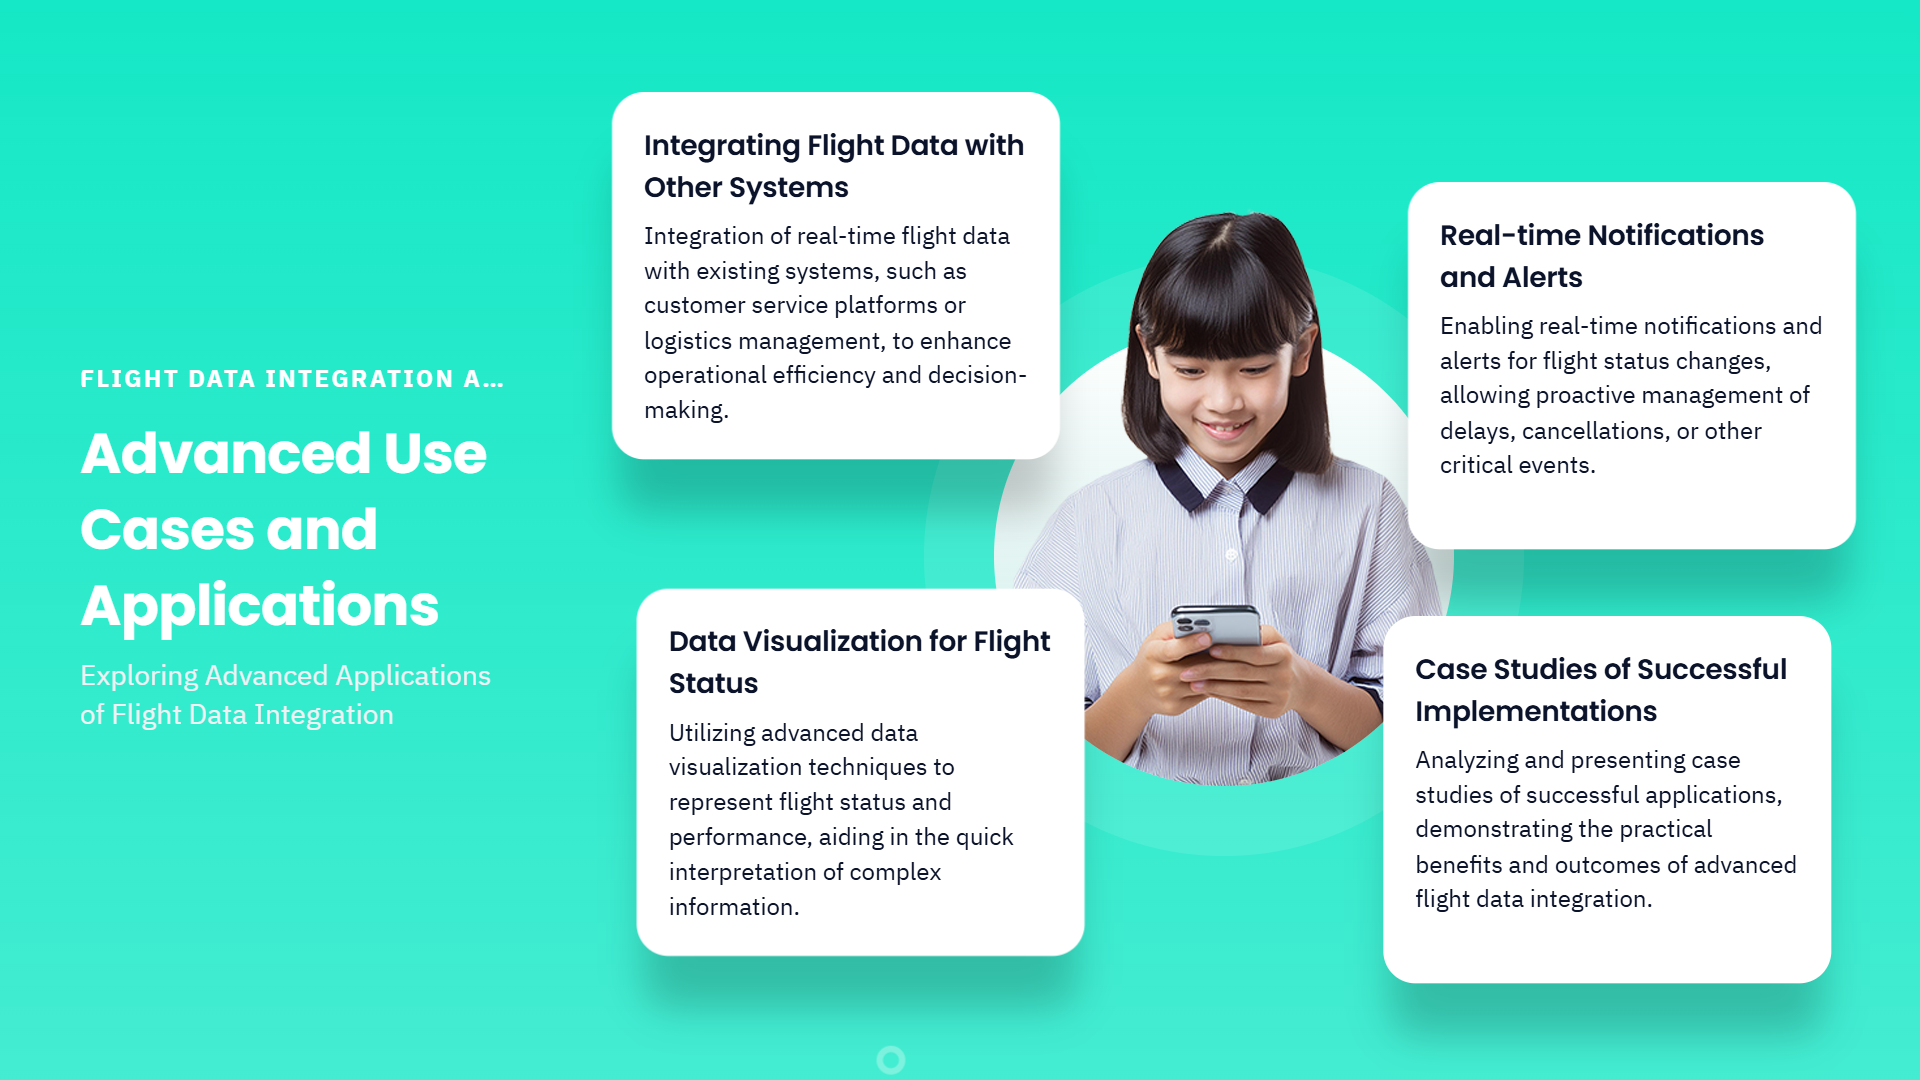 FLIGHT DATA INTEGRATION A...
Advanced Use
Cases and
Applications
Exploring Advanced Applications
of Flight Data Integration
Integrating Flight Data with
Other Systems
Integration of real-time flight data
with existing systems, such as
customer service platforms or
logistics management, to enhance
operational efficiency and decision-
making.
Real-time Notifications
and Alerts
Enabling real-time notifications and
alerts for flight status changes,
allowing proactive management of
delays, cancellations, or other
critical events.
Data Visualization for Flight
Status
Utilizing advanced data
visualization techniques to
represent flight status and
performance, aiding in the quick
interpretation of complex
information.
Case Studies of Successful
Implementations
Analyzing and presenting case
studies of successful applications,
demonstrating the practical
benefits and outcomes of advanced
flight data integration.